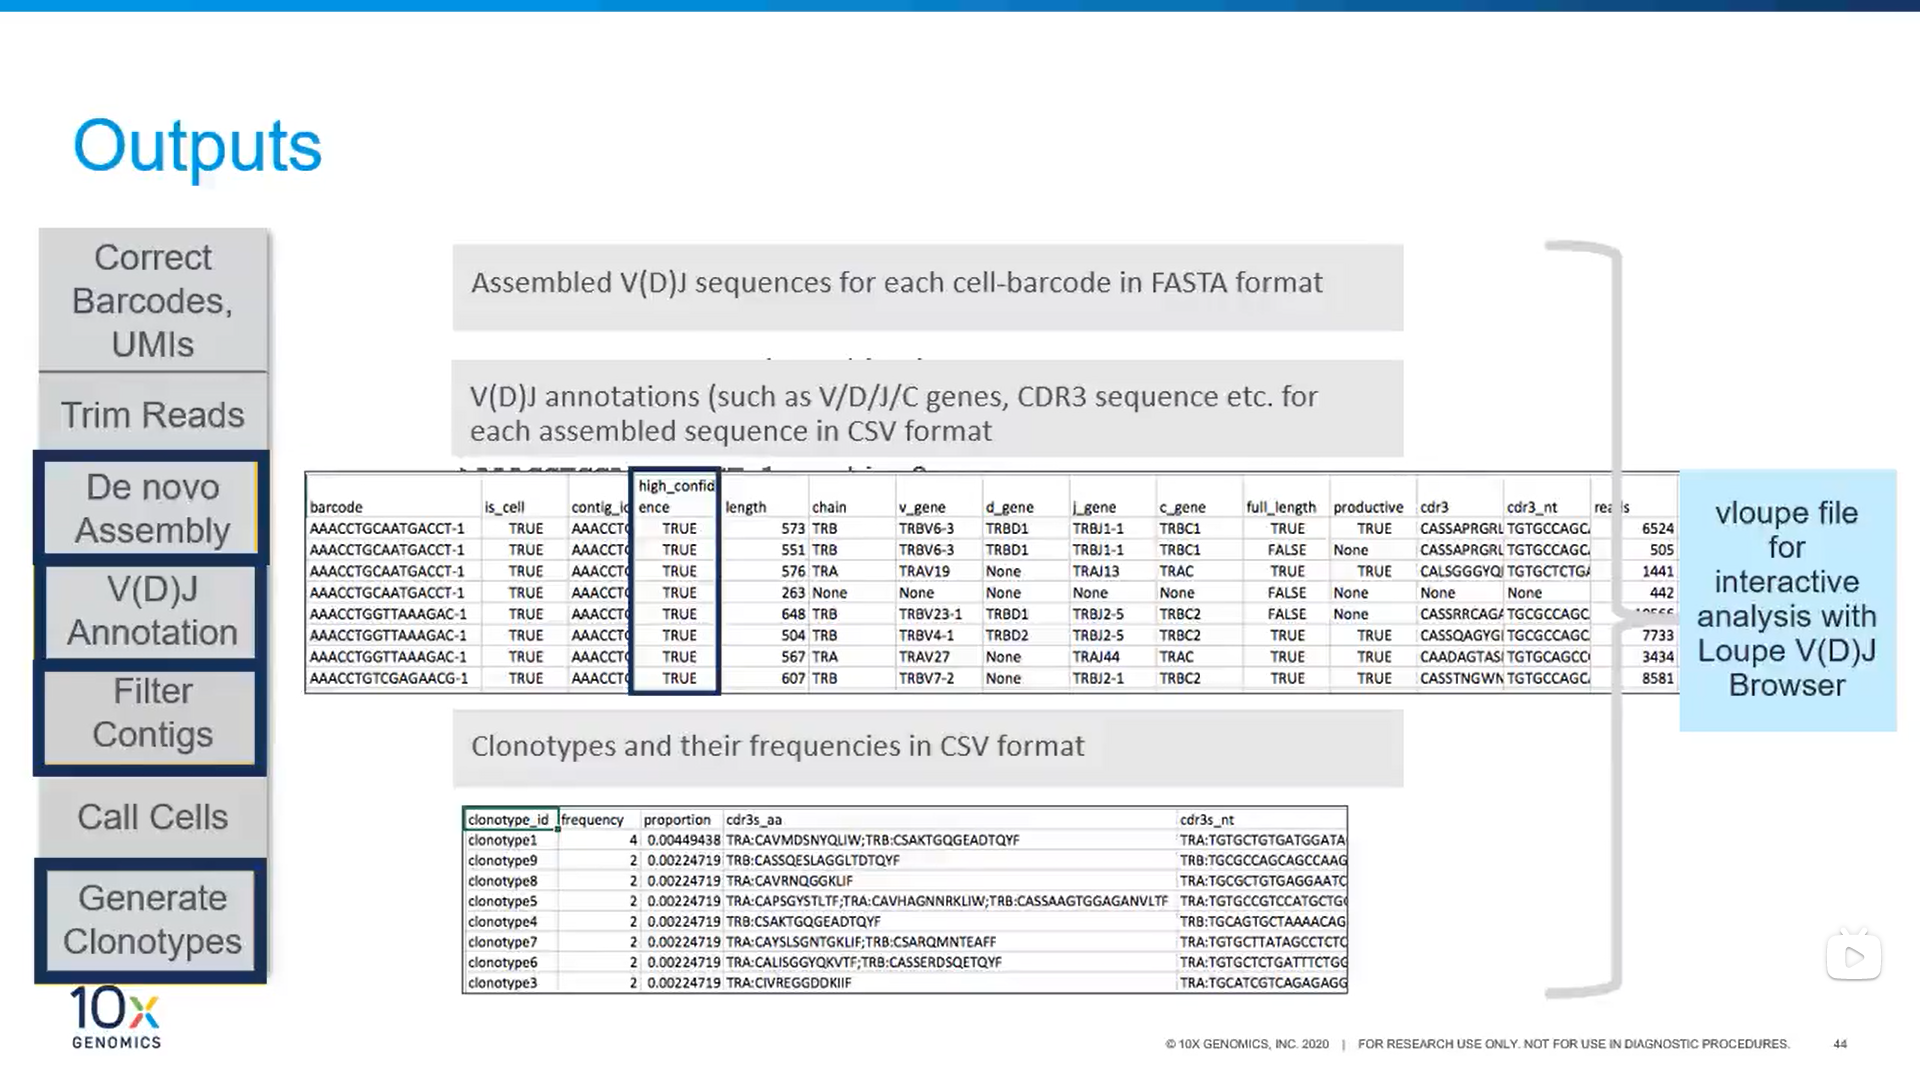 Outputs
Correct
Barcodes,
UMIs
Trim Reads
De novo
Assembly
V(D)J
Annotation
Filter
Contigs
Call Cells
Generate
Clonotypes
Assembled V(D)J sequences for each cell-barcode in FASTA format
V(D)J annotations (such as V/D/J/C genes, CDR3 sequence etc. for
each assembled sequence in CSV format
high_confid
barcode is_cell contig_id ence length chain v_gene d_gene j_gene c_gene full_length productive cdr3 cdr3_nt reads
AAACCTGCAATGACCT-1 TRUE AAACCTG TRUE 573 TRB TRBV6-3 TRBD1 TRBJ1-1 TRBC1 TRUE TRUE CASSAPRGRL TGTGCCAGC 6524
AAACCTGCAATGACCT-1 TRUE AAACCTG TRUE 551 TRB TRBV6-3 TRBD1 TRBJ1-1 TRBC1 FALSE None CASSAPRGRL TGTGCCAGC 505
AAACCTGCAATGACCT-1 TRUE AAACCTG TRUE 576 TRA TRAV19 None TRAJ13 TRAC TRUE TRUE CALSGGGYQ TGTGCTCTG 1441
AAACCTGCAATGACCT-1 TRUE AAACCTG TRUE 263 None None None None None FALSE None None None 442
AAACCTGGTTAAAGAC-1 TRUE AAACCTG TRUE 648 TRB TRBV23-1 TRBD1 TRBJ2-5 TRBC2 FALSE None CASSRRCAG TGCGCCAGC
AAACCTGGTTAAAGAC-1 TRUE AAACCTG TRUE 504 TRB TRBV4-1 TRBD2 TRBJ2-5 TRBC2 TRUE TRUE CASSQAGYG TGCGCCAGC 7733
AAACCTGGTTAAAGAC-1 TRUE AAACCTG TRUE 567 TRA TRAV27 None TRAJ44 TRAC TRUE TRUE CAADAGTAS TGTGCAGCC 3434
AAACCTGTCGAGAACG-1 TRUE AAACCTG TRUE 607 TRB TRBV7-2 None TRBJ2-1 TRBC2 TRUE TRUE CASSTNGWN TGTGCCAGC 8581
Clonotypes and their frequencies in CSV format
clonotype_id frequency proportion cdr3s_aa cdr3s_nt
clonotype1 4 0.00449438 TRA:CAVMDSNYQLIW;TRB:CSAKTGQGEADTQYF TRA:TGTGCTGTGATGGATA
clonotype9 2 0.00224719 TRB:CASSQESLAGGLTDTQYF TRB:TGCGCCAGCAGCCAAG
clonotype8 2 0.00224719 TRA:CAVRNQGGKLIF TRA:TGCGCTGTGAGGAATC
clonotype5 2 0.00224719 TRA:CAPSGYSTLTF;TRA:CAVHAGNNRKLIW;TRB:CASSAAGTGGAGANVLTF TRA:TGTGCCGTCCATGCTG
clonotype4 2 0.00224719 TRB:CSAKTGQGEADTQYF TRB:TGCAGTGCTAAAACAG
clonotype7 2 0.00224719 TRA:CAYSLSGNTGKLIF;TRB:CSARQMNTEAFF TRA:TGTGCTTATAGCCTCTC
clonotype6 2 0.00224719 TRA:CALISGGYQKVTF;TRB:CASSERDSQETQYF TRA:TGTGCTCTGATTTCTGG
clonotype3 2 0.00224719 TRA:CIVREGGDDKIIF TRA:TGCATCGTCAGAGAGG
vloupe file
for
interactive
analysis with
Loupe V(D)J
Browser
10x
GENOMICS
© 10X GENOMICS, INC. 2020 | FOR RESEARCH USE ONLY. NOT FOR USE IN DIAGNOSTIC PROCEDURES. 44